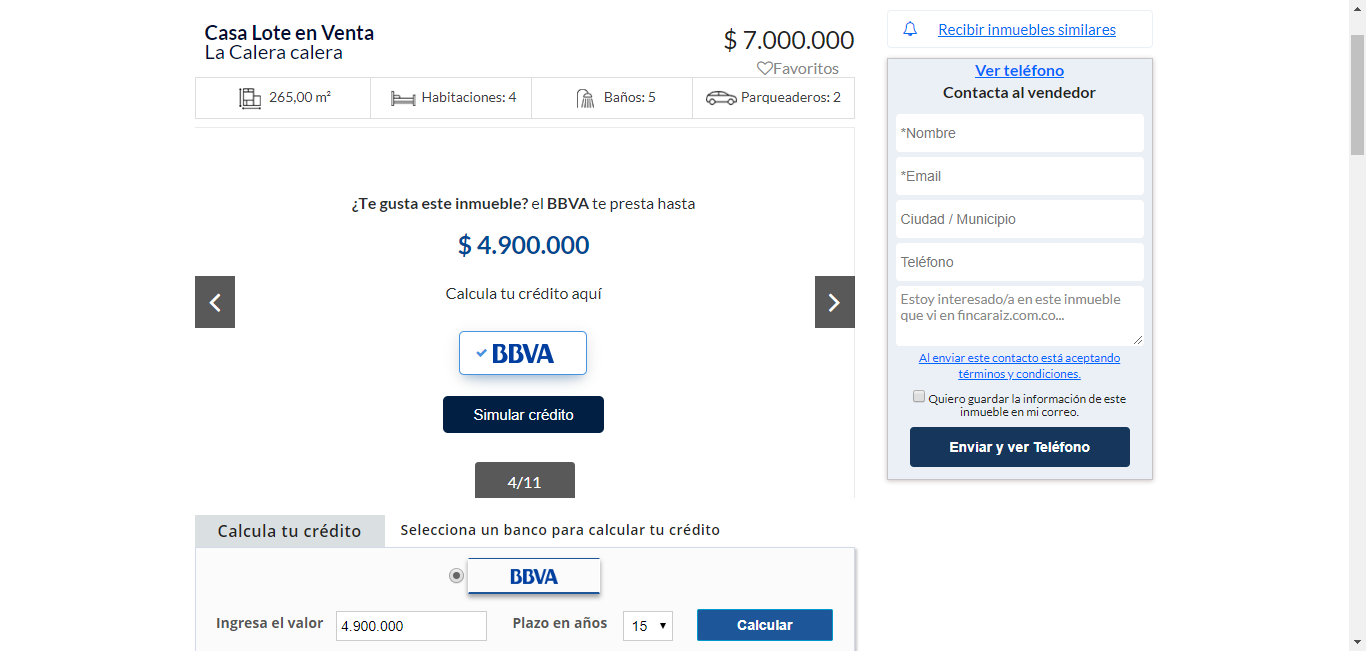 Casa Lote en Venta
La Calera calera
$ 7.000.000
Favoritos
265,00 m²
Habitaciones: 4
Baños: 5
Parqueaderos: 2
¿Te gusta este inmueble? el BBVA te presta hasta
$ 4.900.000
Calcula tu crédito aquí
BBVA
Simular crédito
4/11
Calcula tu crédito
Selecciona un banco para calcular tu crédito
BBVA
Ingresa el valor
4.900.000
Plazo en años
15
Calcular
Recibir inmuebles similares
Ver teléfono
Contacta al vendedor
*Nombre
*Email
Ciudad / Municipio
Teléfono
Estoy interesado/a en este inmueble
que vi en fincaraiz.com.co...
Al enviar este contacto está aceptando
términos y condiciones.
Quiero guardar la información de este
inmueble en mi correo.
Enviar y ver Teléfono